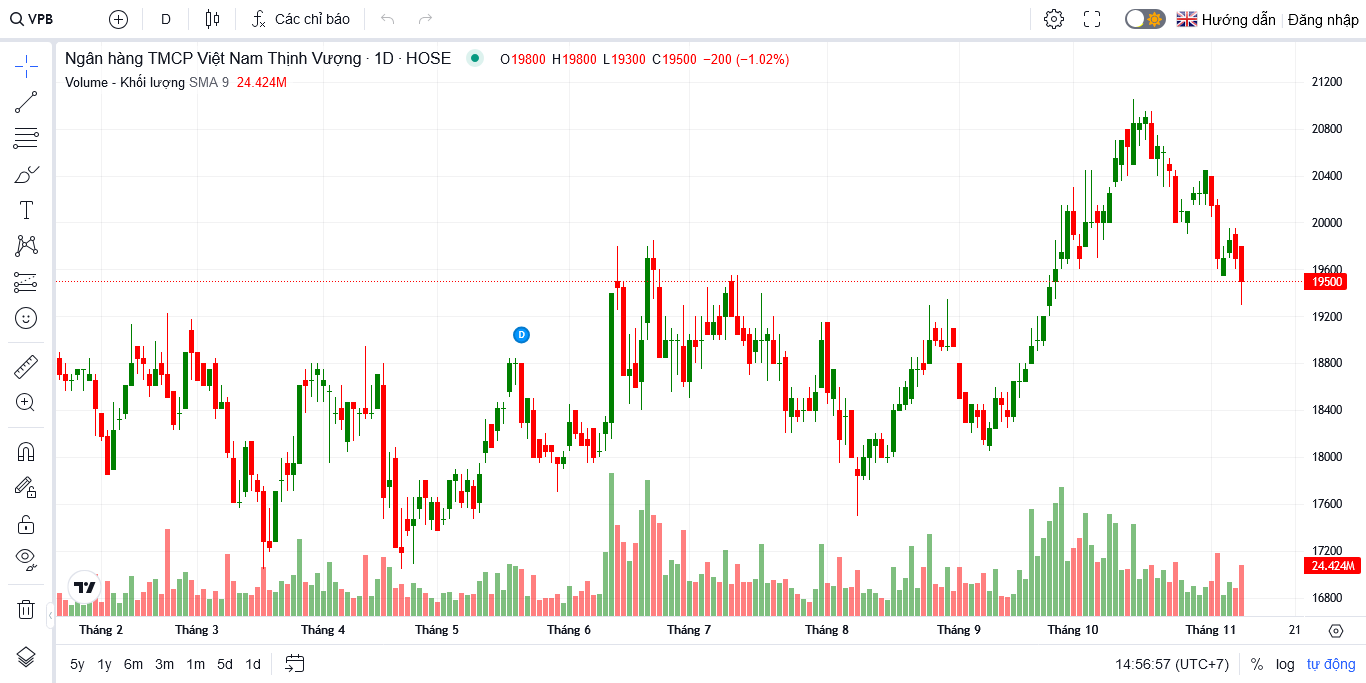 VPB D Các chỉ báo Hướng dẫn Đăng nhập
Ngân hàng TMCP Việt Nam Thịnh Vượng · 1D · HOSE O19800 H19800 L19300 C19500 −200 (−1.02%)
Volume - Khối lượng SMA 9 24.424M
21200
20800
20400
20000
19600
19500
19200
18800
18400
18000
17600
17200
24.424M
16800
D
Tháng 2 Tháng 3 Tháng 4 Tháng 5 Tháng 6 Tháng 7 Tháng 8 Tháng 9 Tháng 10 Tháng 11 21
5y 1y 6m 3m 1m 5d 1d 14:56:57 (UTC+7) % log tự động